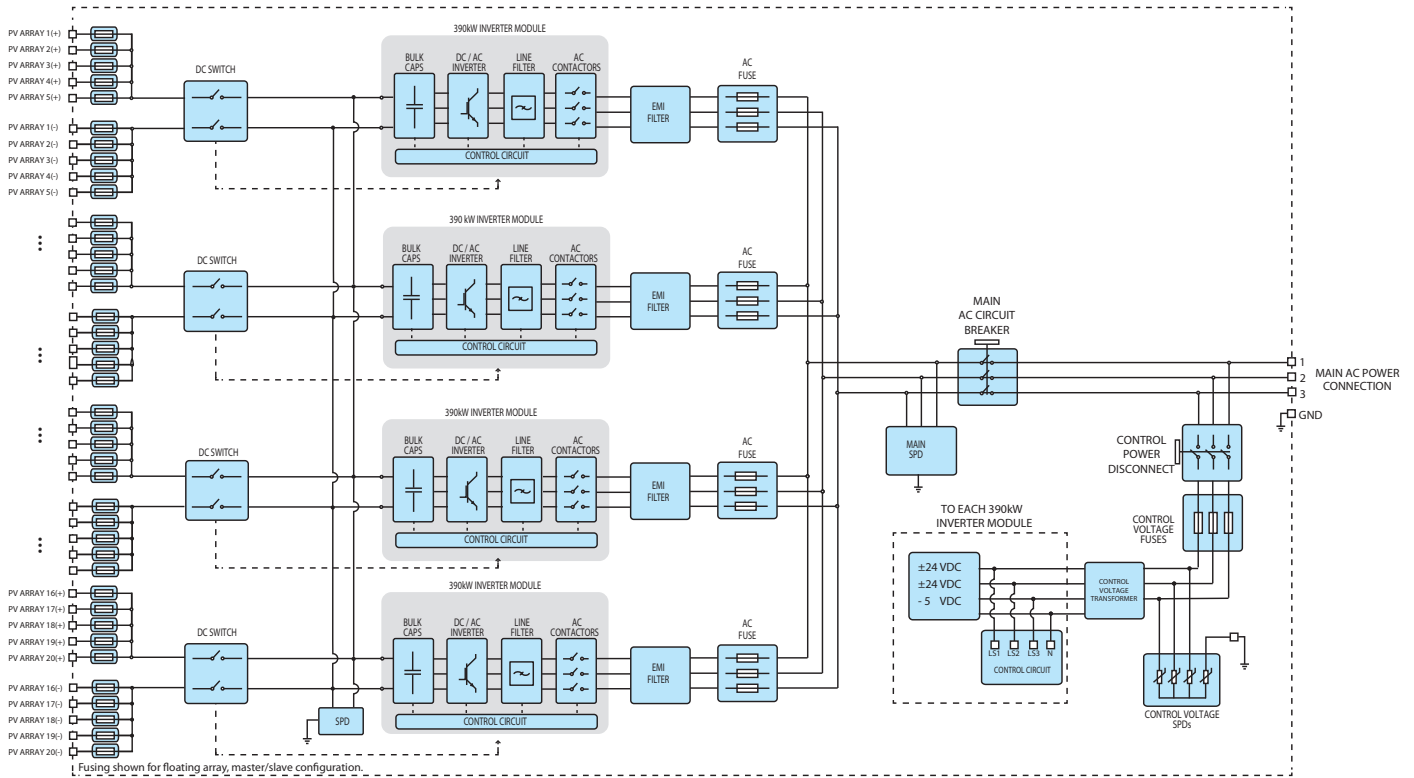 PV ARRAY 1(+)
PV ARRAY 2(+)
PV ARRAY 3(+)
PV ARRAY 4(+)
PV ARRAY 5(+)
PV ARRAY 1(-)
PV ARRAY 2(-)
PV ARRAY 3(-)
PV ARRAY 4(-)
PV ARRAY 5(-)
DC SWITCH
390kW INVERTER MODULE
BULK
CAPS
DC / AC
INVERTER
LINE
FILTER
AC
CONTACTORS
CONTROL CIRCUIT
EMI
FILTER
AC
FUSE
DC SWITCH
390 kW INVERTER MODULE
BULK
CAPS
DC / AC
INVERTER
LINE
FILTER
AC
CONTACTORS
CONTROL CIRCUIT
EMI
FILTER
AC
FUSE
DC SWITCH
390kW INVERTER MODULE
BULK
CAPS
DC / AC
INVERTER
LINE
FILTER
AC
CONTACTORS
CONTROL CIRCUIT
EMI
FILTER
AC
FUSE
PV ARRAY 16(+)
PV ARRAY 17(+)
PV ARRAY 18(+)
PV ARRAY 19(+)
PV ARRAY 20(+)
PV ARRAY 16(-)
PV ARRAY 17(-)
PV ARRAY 18(-)
PV ARRAY 19(-)
PV ARRAY 20(-)
DC SWITCH
390kW INVERTER MODULE
BULK
CAPS
DC / AC
INVERTER
LINE
FILTER
AC
CONTACTORS
CONTROL CIRCUIT
EMI
FILTER
AC
FUSE
SPD
MAIN
AC CIRCUIT
BREAKER
MAIN
SPD
1
2
3
MAIN AC POWER
CONNECTION
GND
CONTROL
POWER
DISCONNECT
CONTROL
VOLTAGE
FUSES
TO EACH 390kW
INVERTER MODULE
±24 VDC
±24 VDC
- 5 VDC
CONTROL
VOLTAGE
TRANSFORMER
LS1 LS2 LS3 N
CONTROL CIRCUIT
CONTROL VOLTAGE
SPDs
Fusing shown for floating array, master/slave configuration.